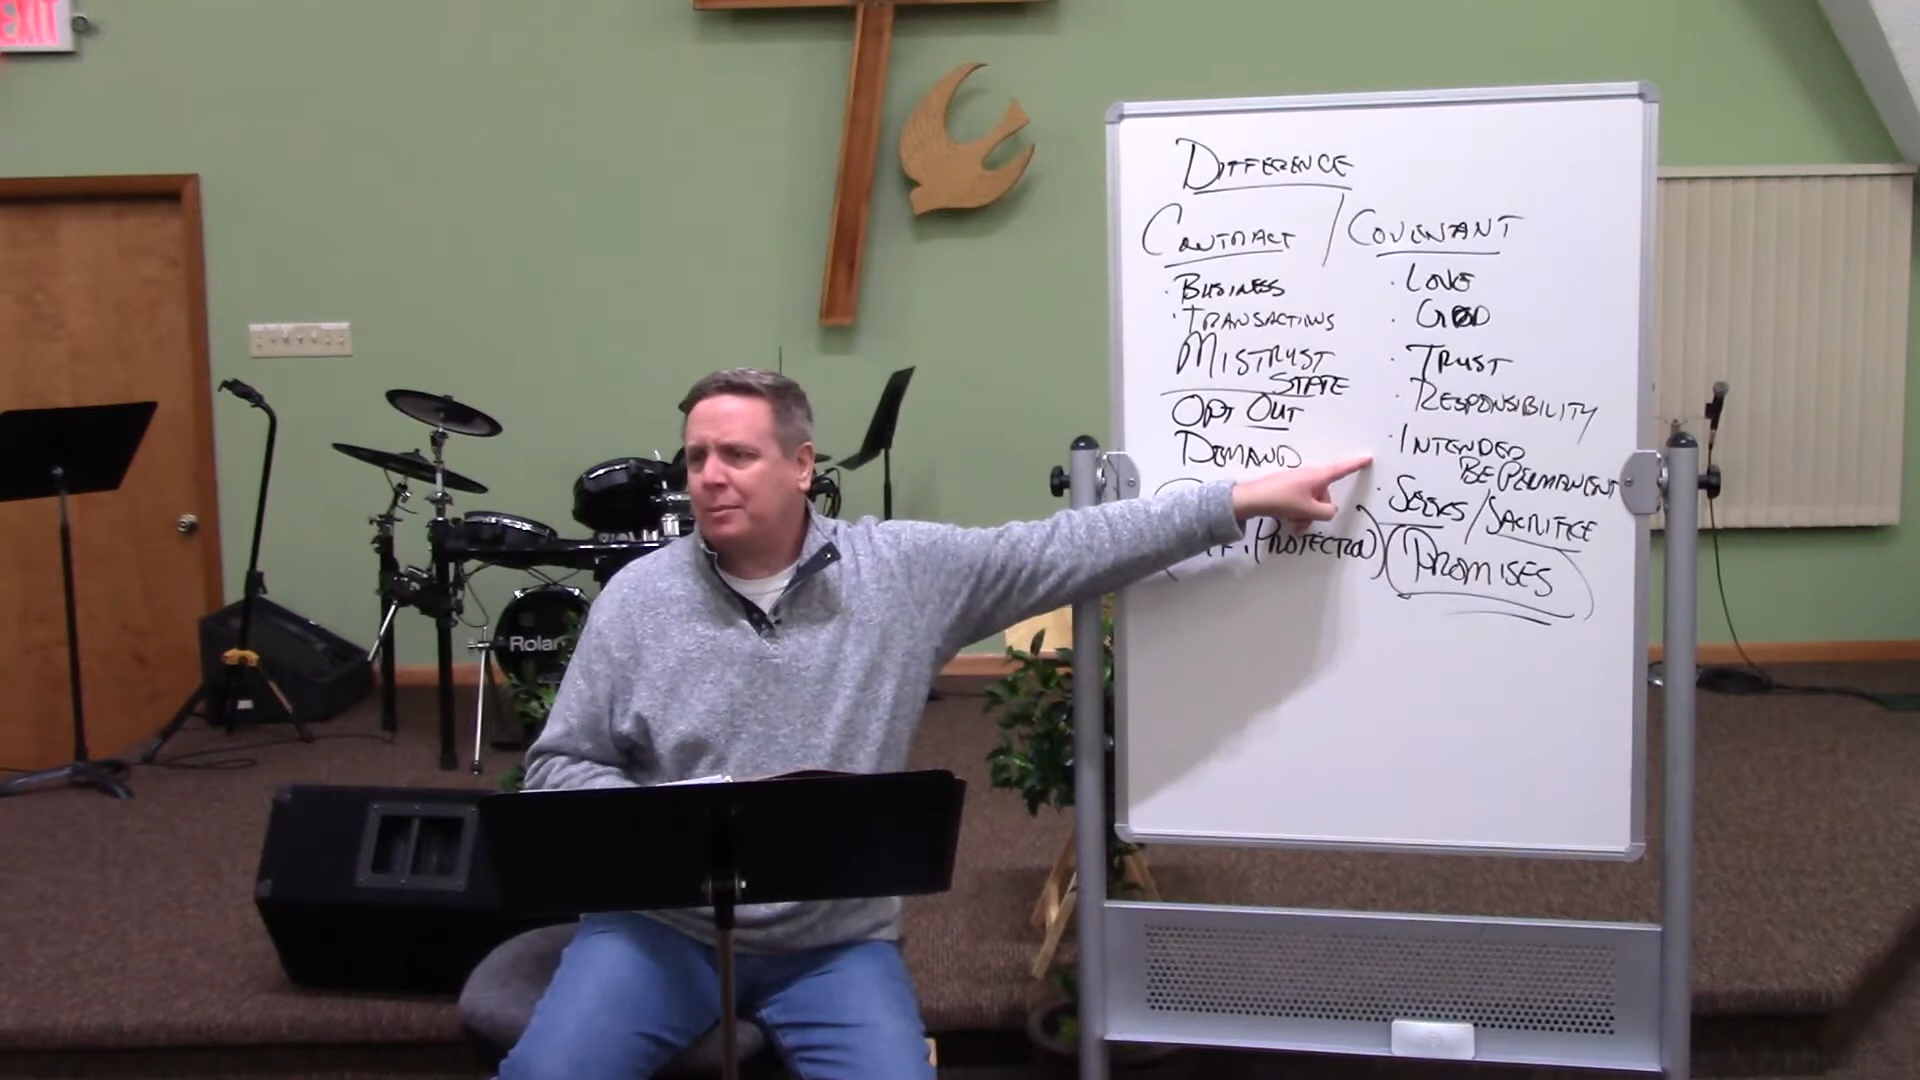 EXIT
DIFFERENCE
CONTRACT / COVENANT
· BUSINESS
· TRANSACTIONS
MISTRUST
STATE
OPT OUT
DEMAND
(PROTECTION)
· LOVE
· GOD
· TRUST
· RESPONSIBILITY
· INTENDED
BE PERMANENT
· SEEKS / SACRIFICE
PROMISES
Rolan